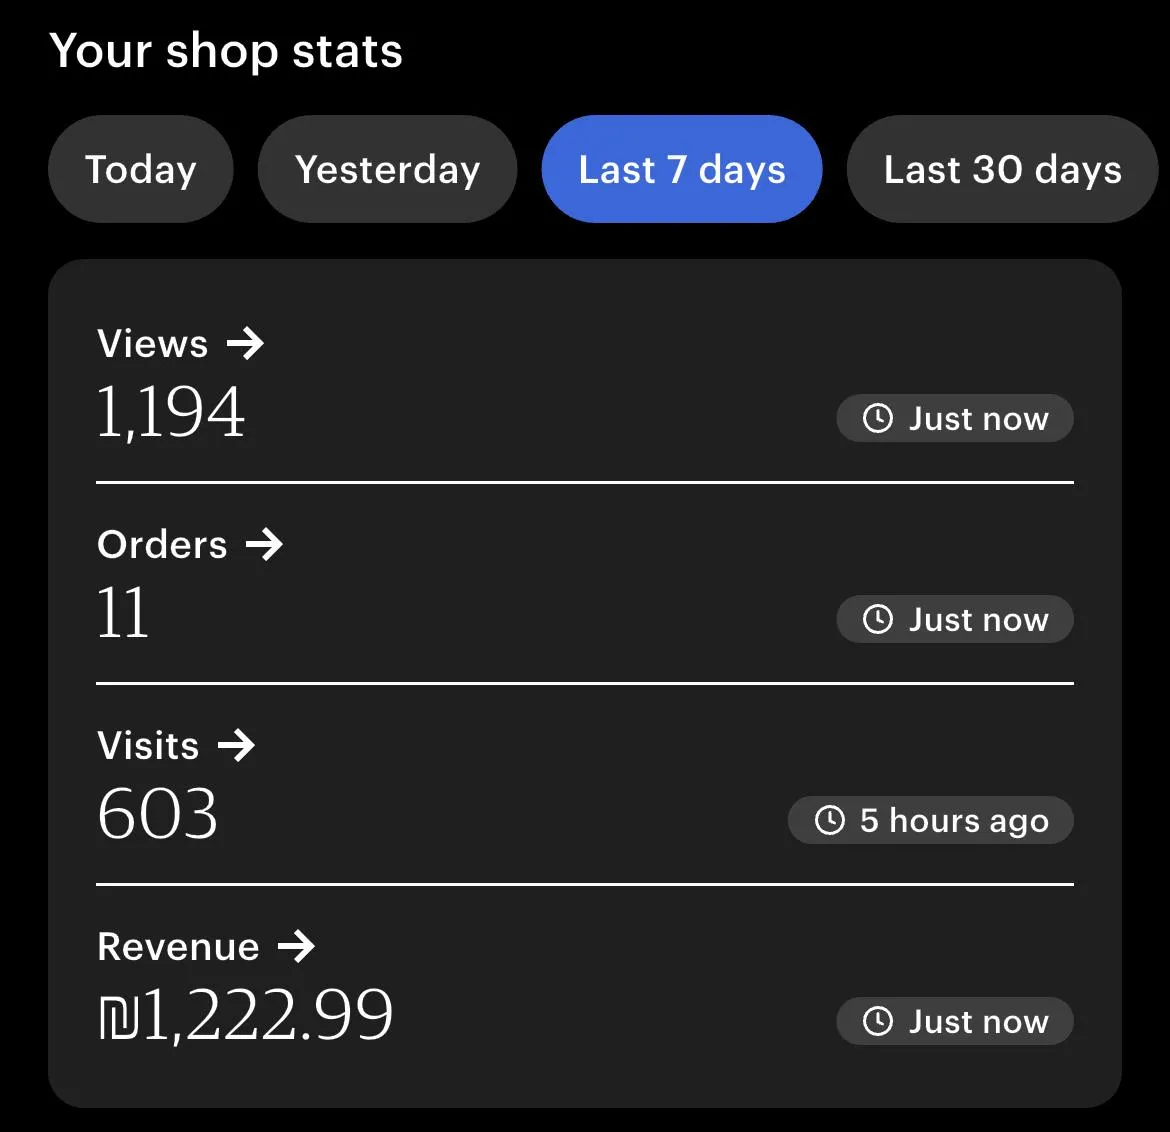 Your shop stats
Today Yesterday Last 7 days Last 30 days
Views →
1,194
Just now
Orders →
11
Just now
Visits →
603
5 hours ago
Revenue →
₪1,222.99
Just now